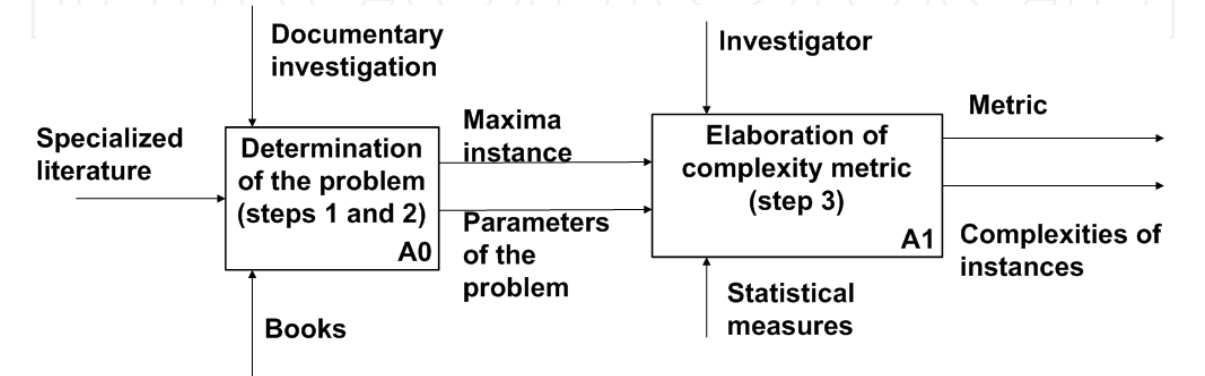 Documentary
investigation
Investigator
Specialized
literature
Determination
of the problem
(steps 1 and 2)
A0
Maxima
instance
Parameters
of the
problem
Elaboration of
complexity metric
(step 3)
A1
Metric
Complexities of
instances
Books
Statistical
measures